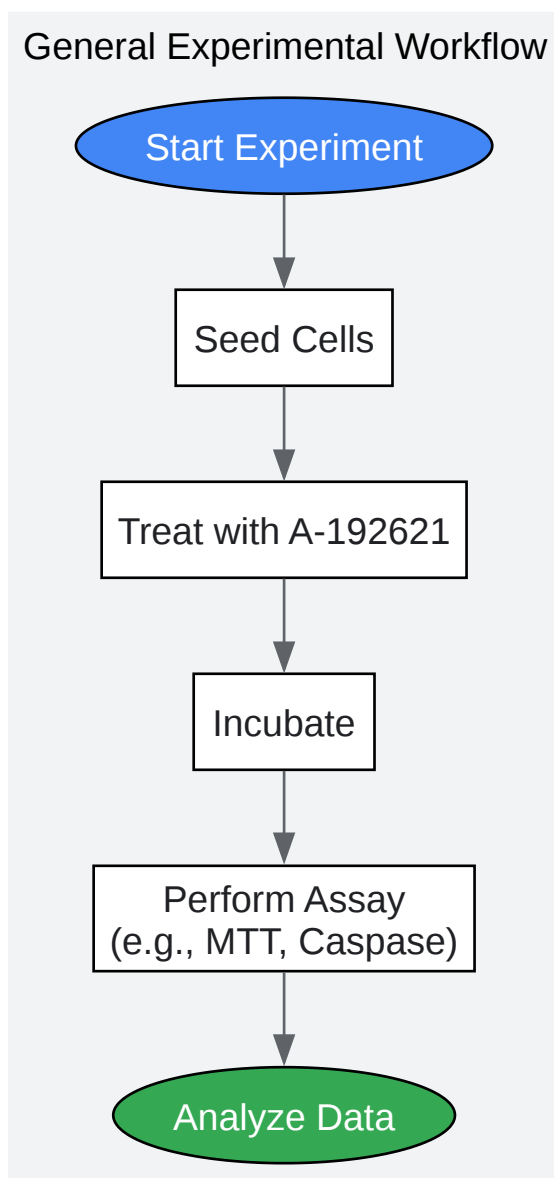 General Experimental Workflow
Start Experiment
Seed Cells
Treat with A-192621
Incubate
Perform Assay
(e.g., MTT, Caspase)
Analyze Data